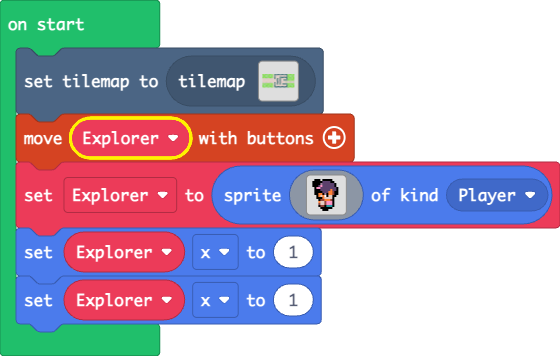 on start
set tilemap to tilemap
move Explorer with buttons
set Explorer to sprite of kind Player
set Explorer x to 1
set Explorer x to 1